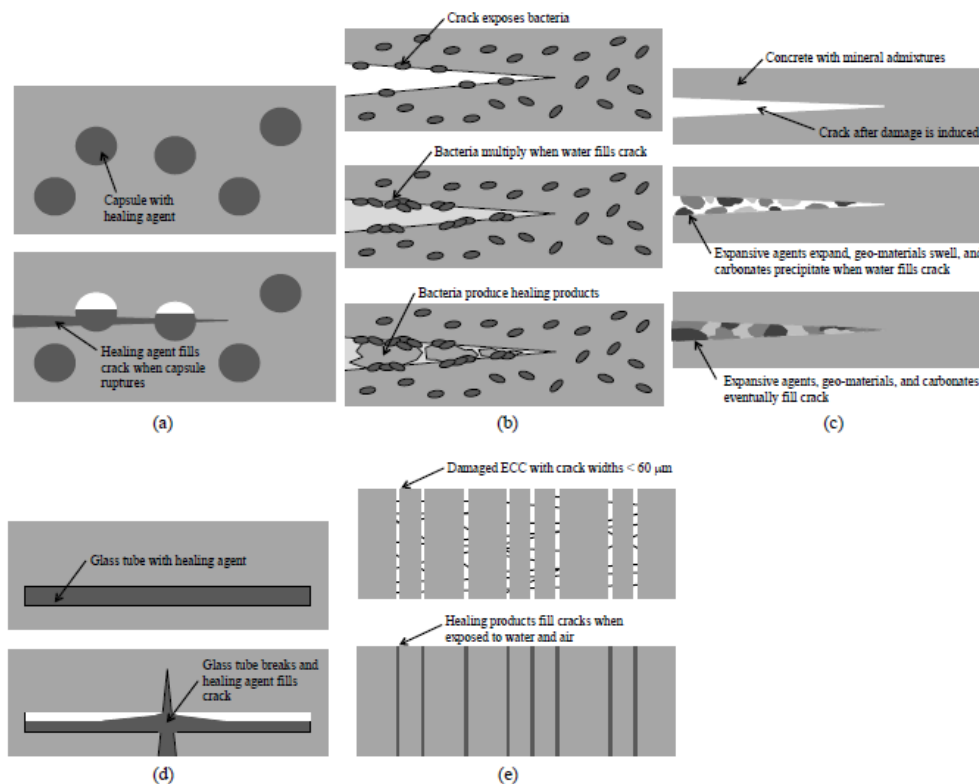 Capsule with
healing agent
Healing agent fills
crack when capsule
ruptures
(a)
Crack exposes bacteria
Bacteria multiply when water fills crack
Bacteria produce healing products
(b)
Concrete with mineral admixtures
Crack after damage is induced
Expansive agents expand, geo-materials swell, and
carbonates precipitate when water fills crack
Expansive agents, geo-materials, and carbonates
eventually fill crack
(c)
Glass tube with healing agent
Glass tube breaks and
healing agent fills
crack
(d)
Damaged ECC with crack widths < 60 μm
Healing products fill cracks when
exposed to water and air
(e)